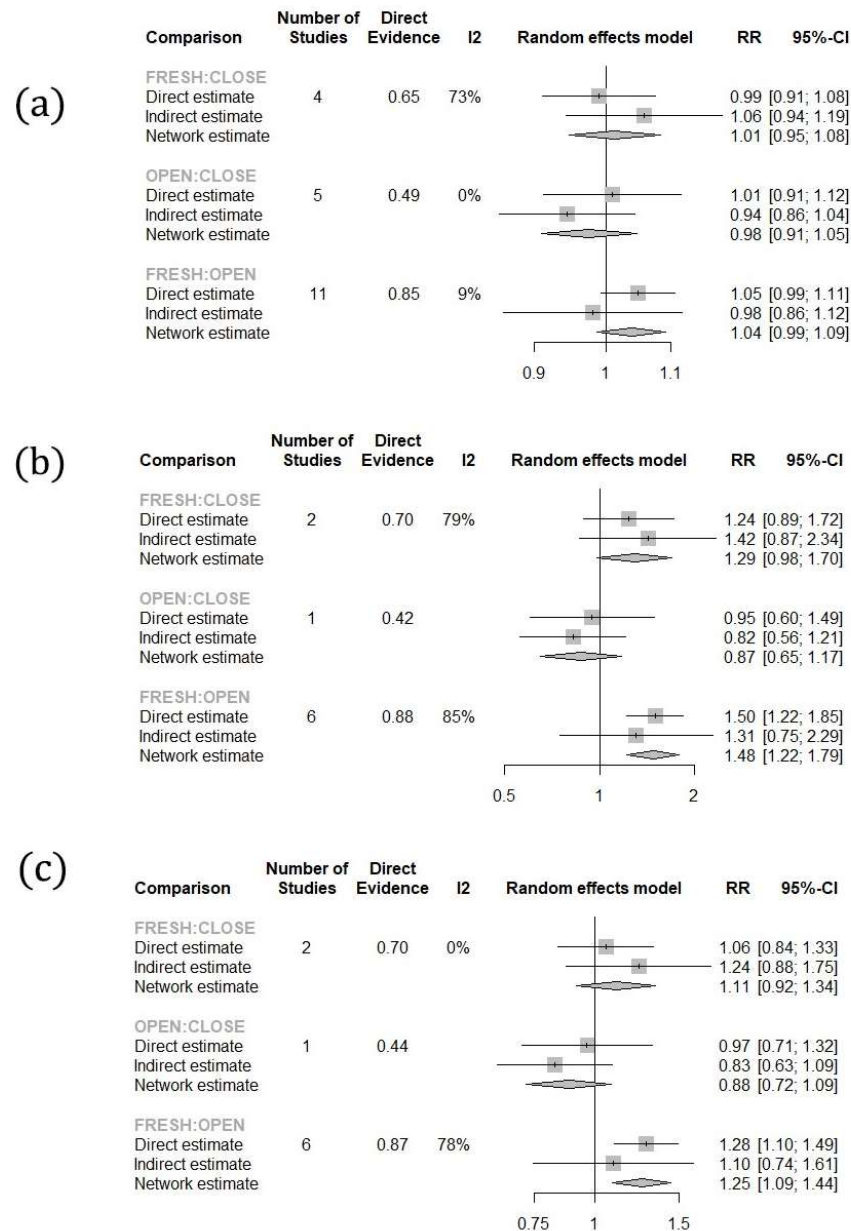 (a)
Comparison Number of Studies Direct Evidence I2 Random effects model RR 95%-CI
FRESH:CLOSE
Direct estimate 4 0.65 73% 0.99 [0.91; 1.08]
Indirect estimate 1.06 [0.94; 1.19]
Network estimate 1.01 [0.95; 1.08]
OPEN:CLOSE
Direct estimate 5 0.49 0% 1.01 [0.91; 1.12]
Indirect estimate 0.94 [0.86; 1.04]
Network estimate 0.98 [0.91; 1.05]
FRESH:OPEN
Direct estimate 11 0.85 9% 1.05 [0.99; 1.11]
Indirect estimate 0.98 [0.86; 1.12]
Network estimate 1.04 [0.99; 1.09]
0.9 1 1.1
(b)
Comparison Number of Studies Direct Evidence I2 Random effects model RR 95%-CI
FRESH:CLOSE
Direct estimate 2 0.70 79% 1.24 [0.89; 1.72]
Indirect estimate 1.42 [0.87; 2.34]
Network estimate 1.29 [0.98; 1.70]
OPEN:CLOSE
Direct estimate 1 0.42 0.95 [0.60; 1.49]
Indirect estimate 0.82 [0.56; 1.21]
Network estimate 0.87 [0.65; 1.17]
FRESH:OPEN
Direct estimate 6 0.88 85% 1.50 [1.22; 1.85]
Indirect estimate 1.31 [0.75; 2.29]
Network estimate 1.48 [1.22; 1.79]
0.5 1 2
(c)
Comparison Number of Studies Direct Evidence I2 Random effects model RR 95%-CI
FRESH:CLOSE
Direct estimate 2 0.70 0% 1.06 [0.84; 1.33]
Indirect estimate 1.24 [0.88; 1.75]
Network estimate 1.11 [0.92; 1.34]
OPEN:CLOSE
Direct estimate 1 0.44 0.97 [0.71; 1.32]
Indirect estimate 0.83 [0.63; 1.09]
Network estimate 0.88 [0.72; 1.09]
FRESH:OPEN
Direct estimate 6 0.87 78% 1.28 [1.10; 1.49]
Indirect estimate 1.10 [0.74; 1.61]
Network estimate 1.25 [1.09; 1.44]
0.75 1 1.5